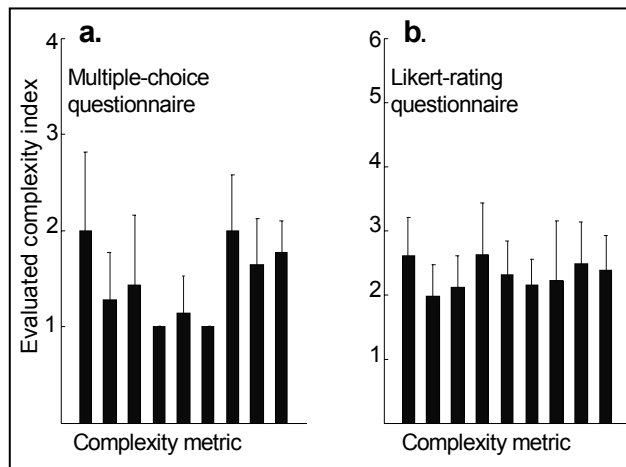 a.
Multiple-choice
questionnaire
Evaluated complexity index
4
3
2
1
Complexity metric
b.
Likert-rating
questionnaire
6
5
4
3
2
1
Complexity metric